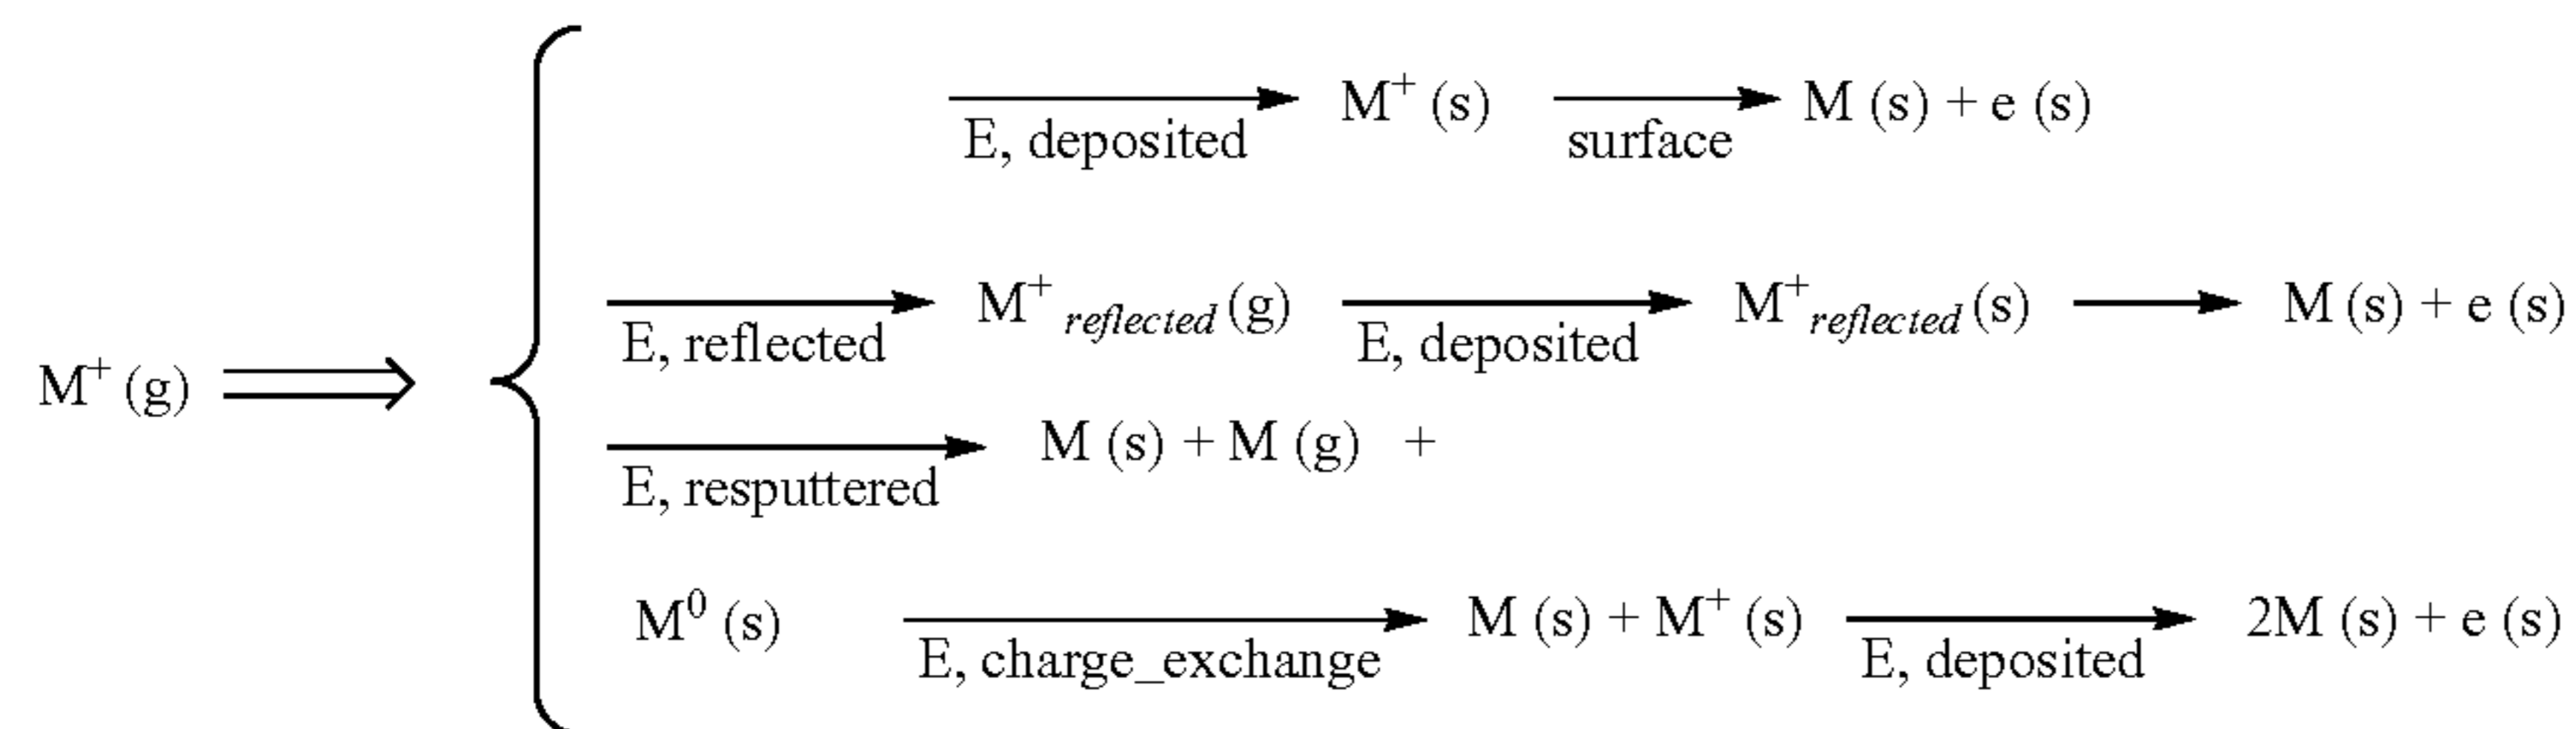 M⁺ (g)
E, deposited M⁺ (s) surface M (s) + e (s)
E, reflected M⁺ reflected (g) E, deposited M⁺ reflected (s) M (s) + e (s)
E, resputtered M (s) + M (g) +
M⁰ (s) E, charge_exchange M (s) + M⁺ (s) E, deposited 2M (s) + e (s)